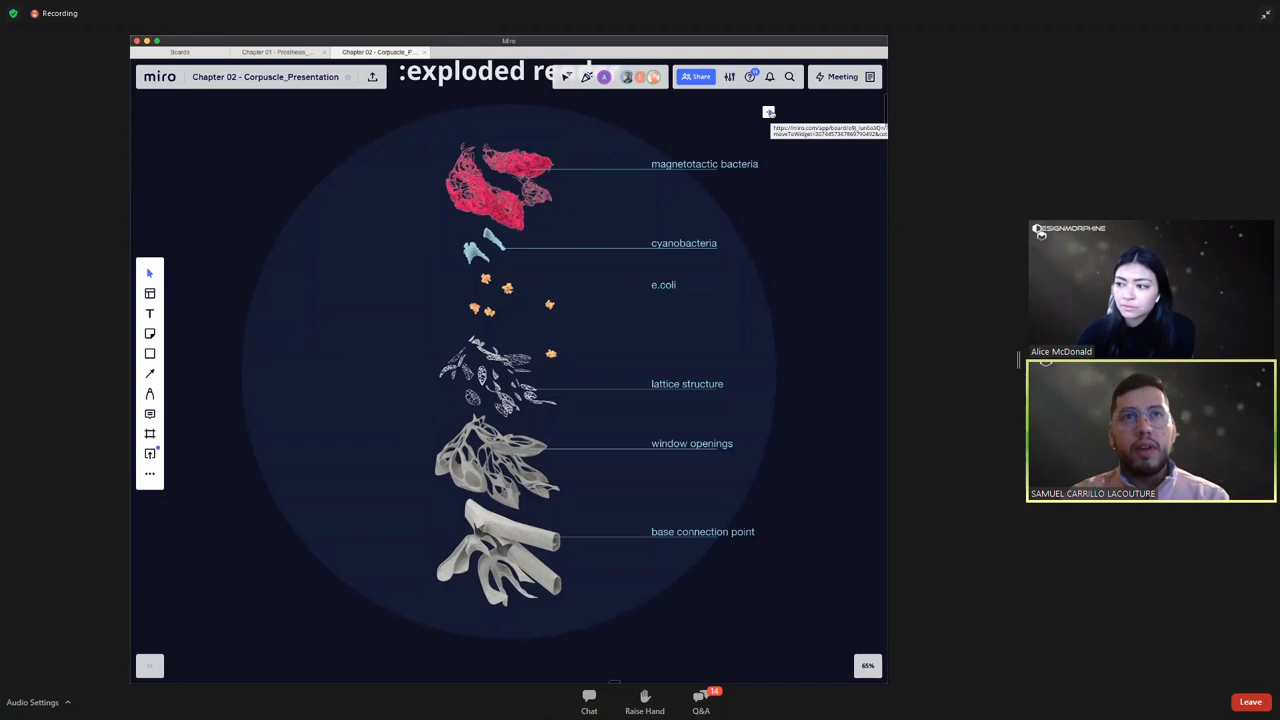 Recording
Miro
Boards
Chapter 01 - Prosthesis_...
Chapter 02 - Corpuscle_P...
miro
Chapter 02 - Corpuscle_Presentation
:exploded render
A
Share
Meeting
magnetotactic bacteria
cyanobacteria
e.coli
lattice structure
window openings
base connection point
65%
DESIGNMORPHINE
Alice McDonald
SAMUEL CARRILLO LACOUTURE
Audio Settings
Chat
Raise Hand
14
Q&A
Leave